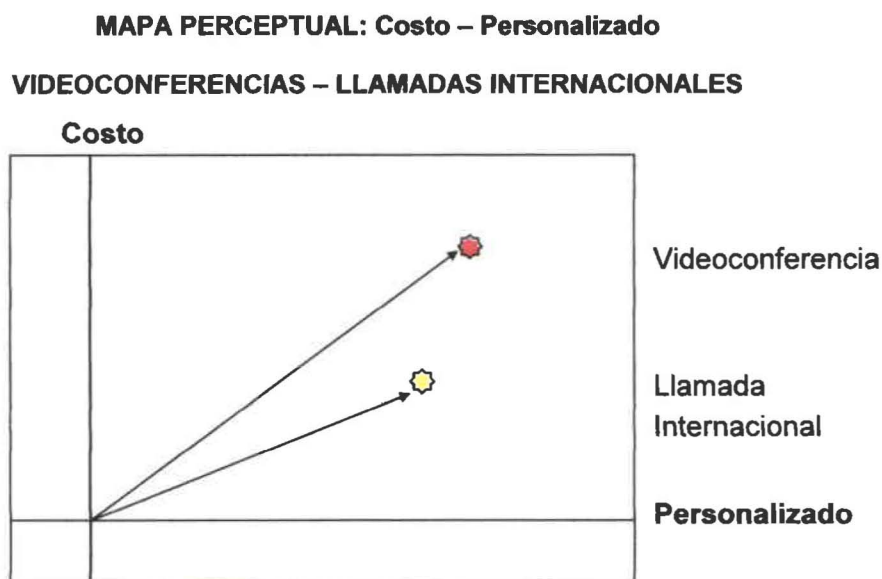 MAPA PERCEPTUAL: Costo – Personalizado
VIDEOCONFERENCIAS – LLAMADAS INTERNACIONALES
Costo
Videoconferencia
Llamada
Internacional
Personalizado